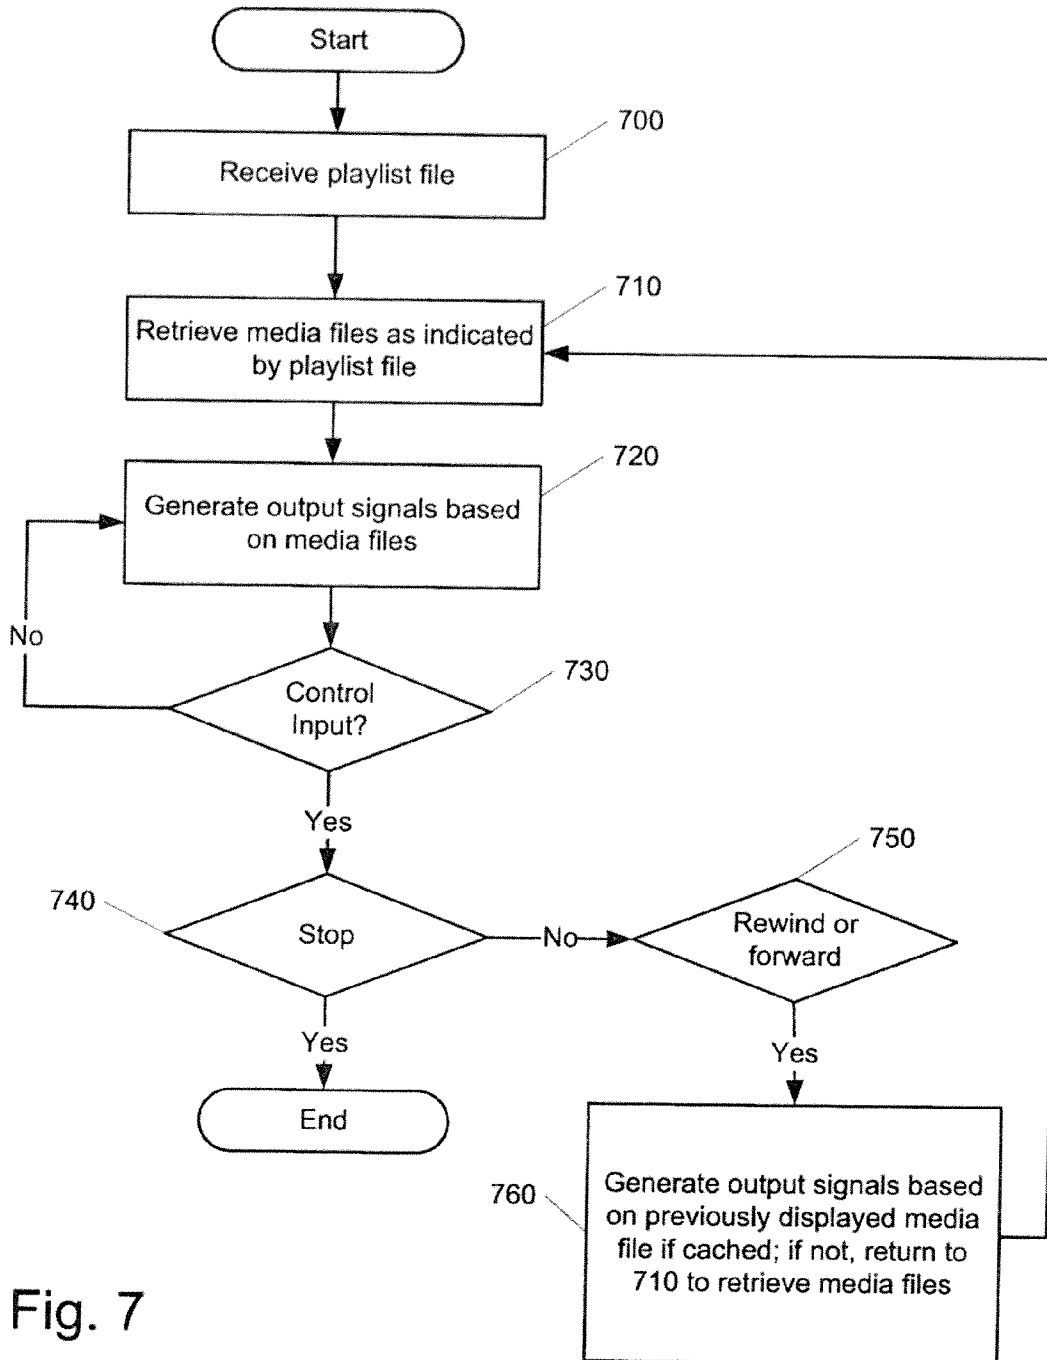 Start
700
Receive playlist file
710
Retrieve media files as indicated
by playlist file
720
Generate output signals based
on media files
No
730
Control
Input?
Yes
750
740
Stop
No
Rewind or
forward
Yes
Yes
End
760
Generate output signals based
on previously displayed media
file if cached; if not, return to
710 to retrieve media files
Fig. 7